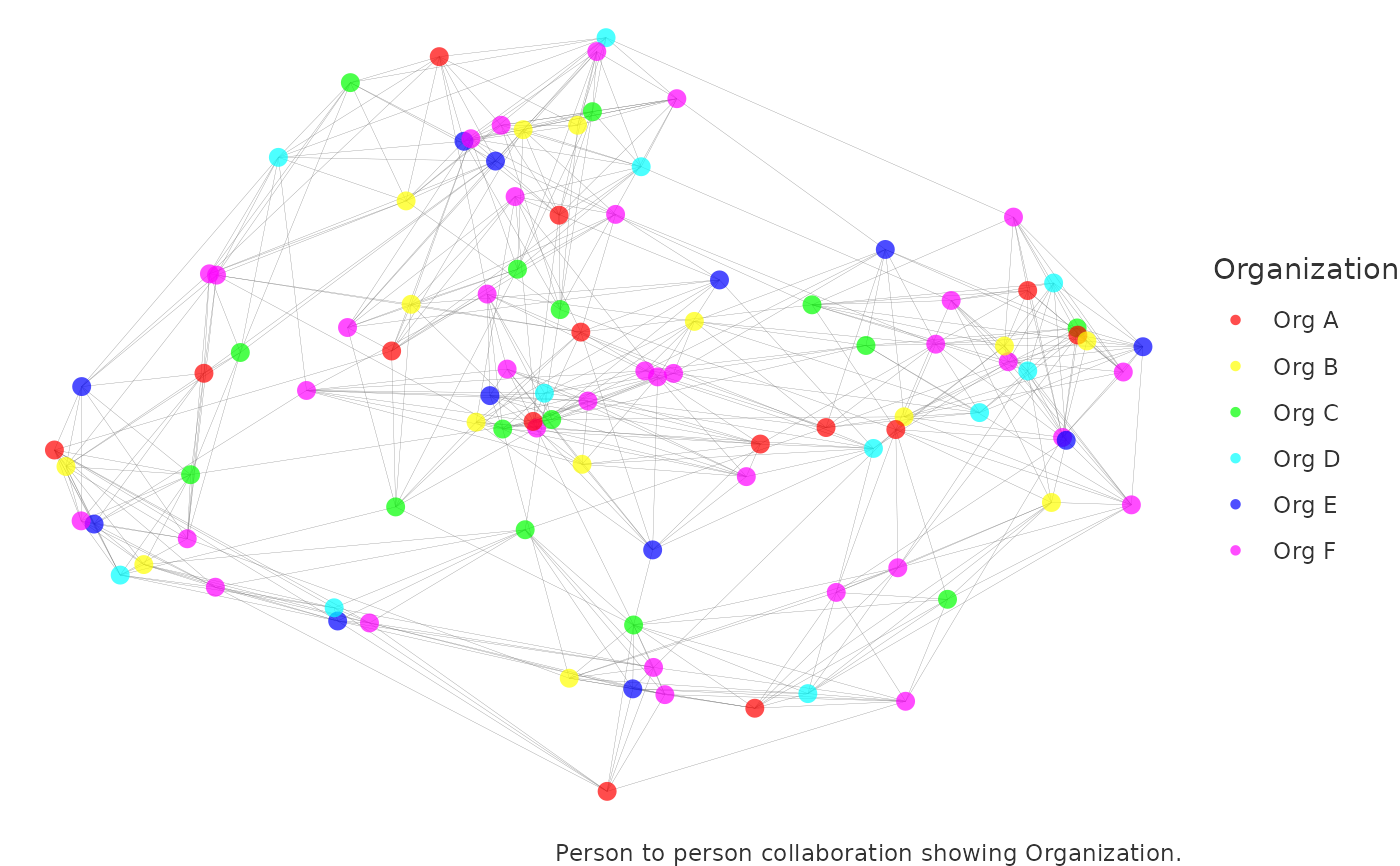 Organization
Org A
Org B
Org C
Org D
Org E
Org F
Person to person collaboration showing Organization.